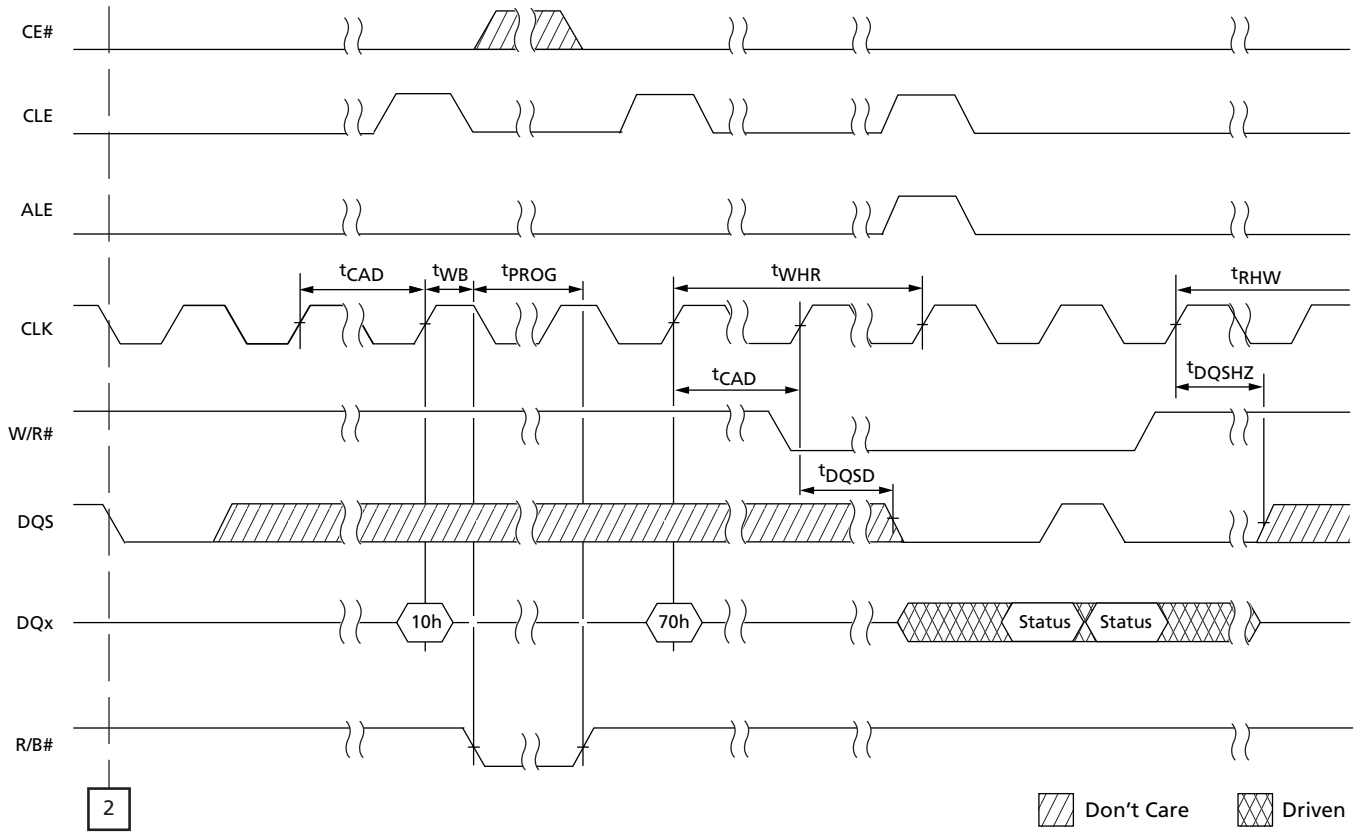 CE#
CLE
ALE
tCAD tWB tPROG tWHR tRHW
CLK
tCAD tDQSHZ
W/R#
tDQSD
DQS
DQx 10h 70h Status Status
R/B#
2 Don't Care Driven